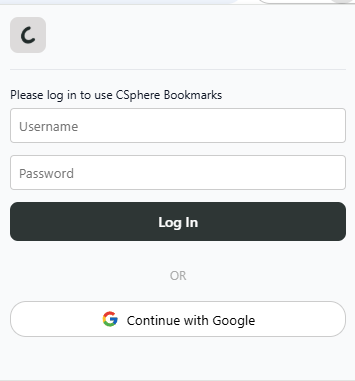 Please log in to use CSphere Bookmarks
Username
Password
Log In
OR
Continue with Google